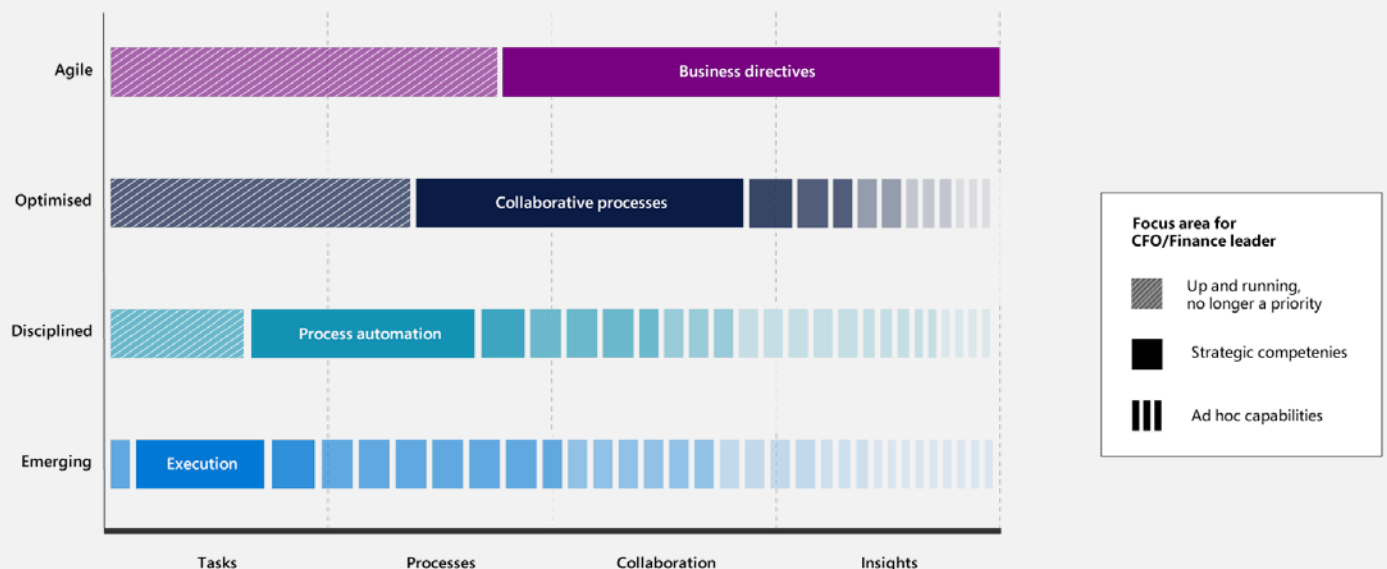 Agile
Business directives
Optimised
Collaborative processes
Disciplined
Process automation
Emerging
Execution
Tasks
Processes
Collaboration
Insights
Focus area for
CFO/Finance leader
Up and running,
no longer a priority
Strategic competenies
Ad hoc capabilities